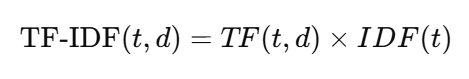 TF-IDF(t, d) = TF(t, d) × IDF(t)